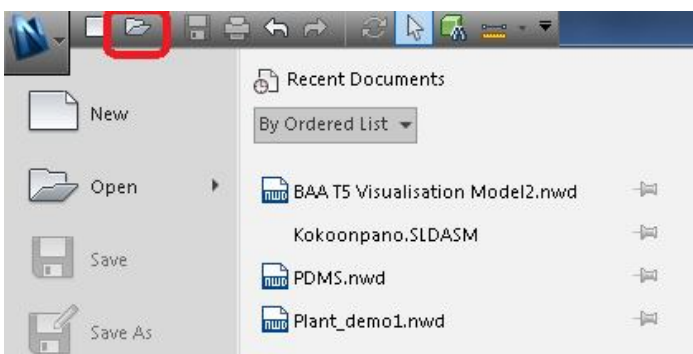 Recent Documents
New
By Ordered List
Open
BAA T5 Visualisation Model2.nwd
Kokoonpano.SLDASM
Save
PDMS.nwd
Save As
Plant_demo1.nwd